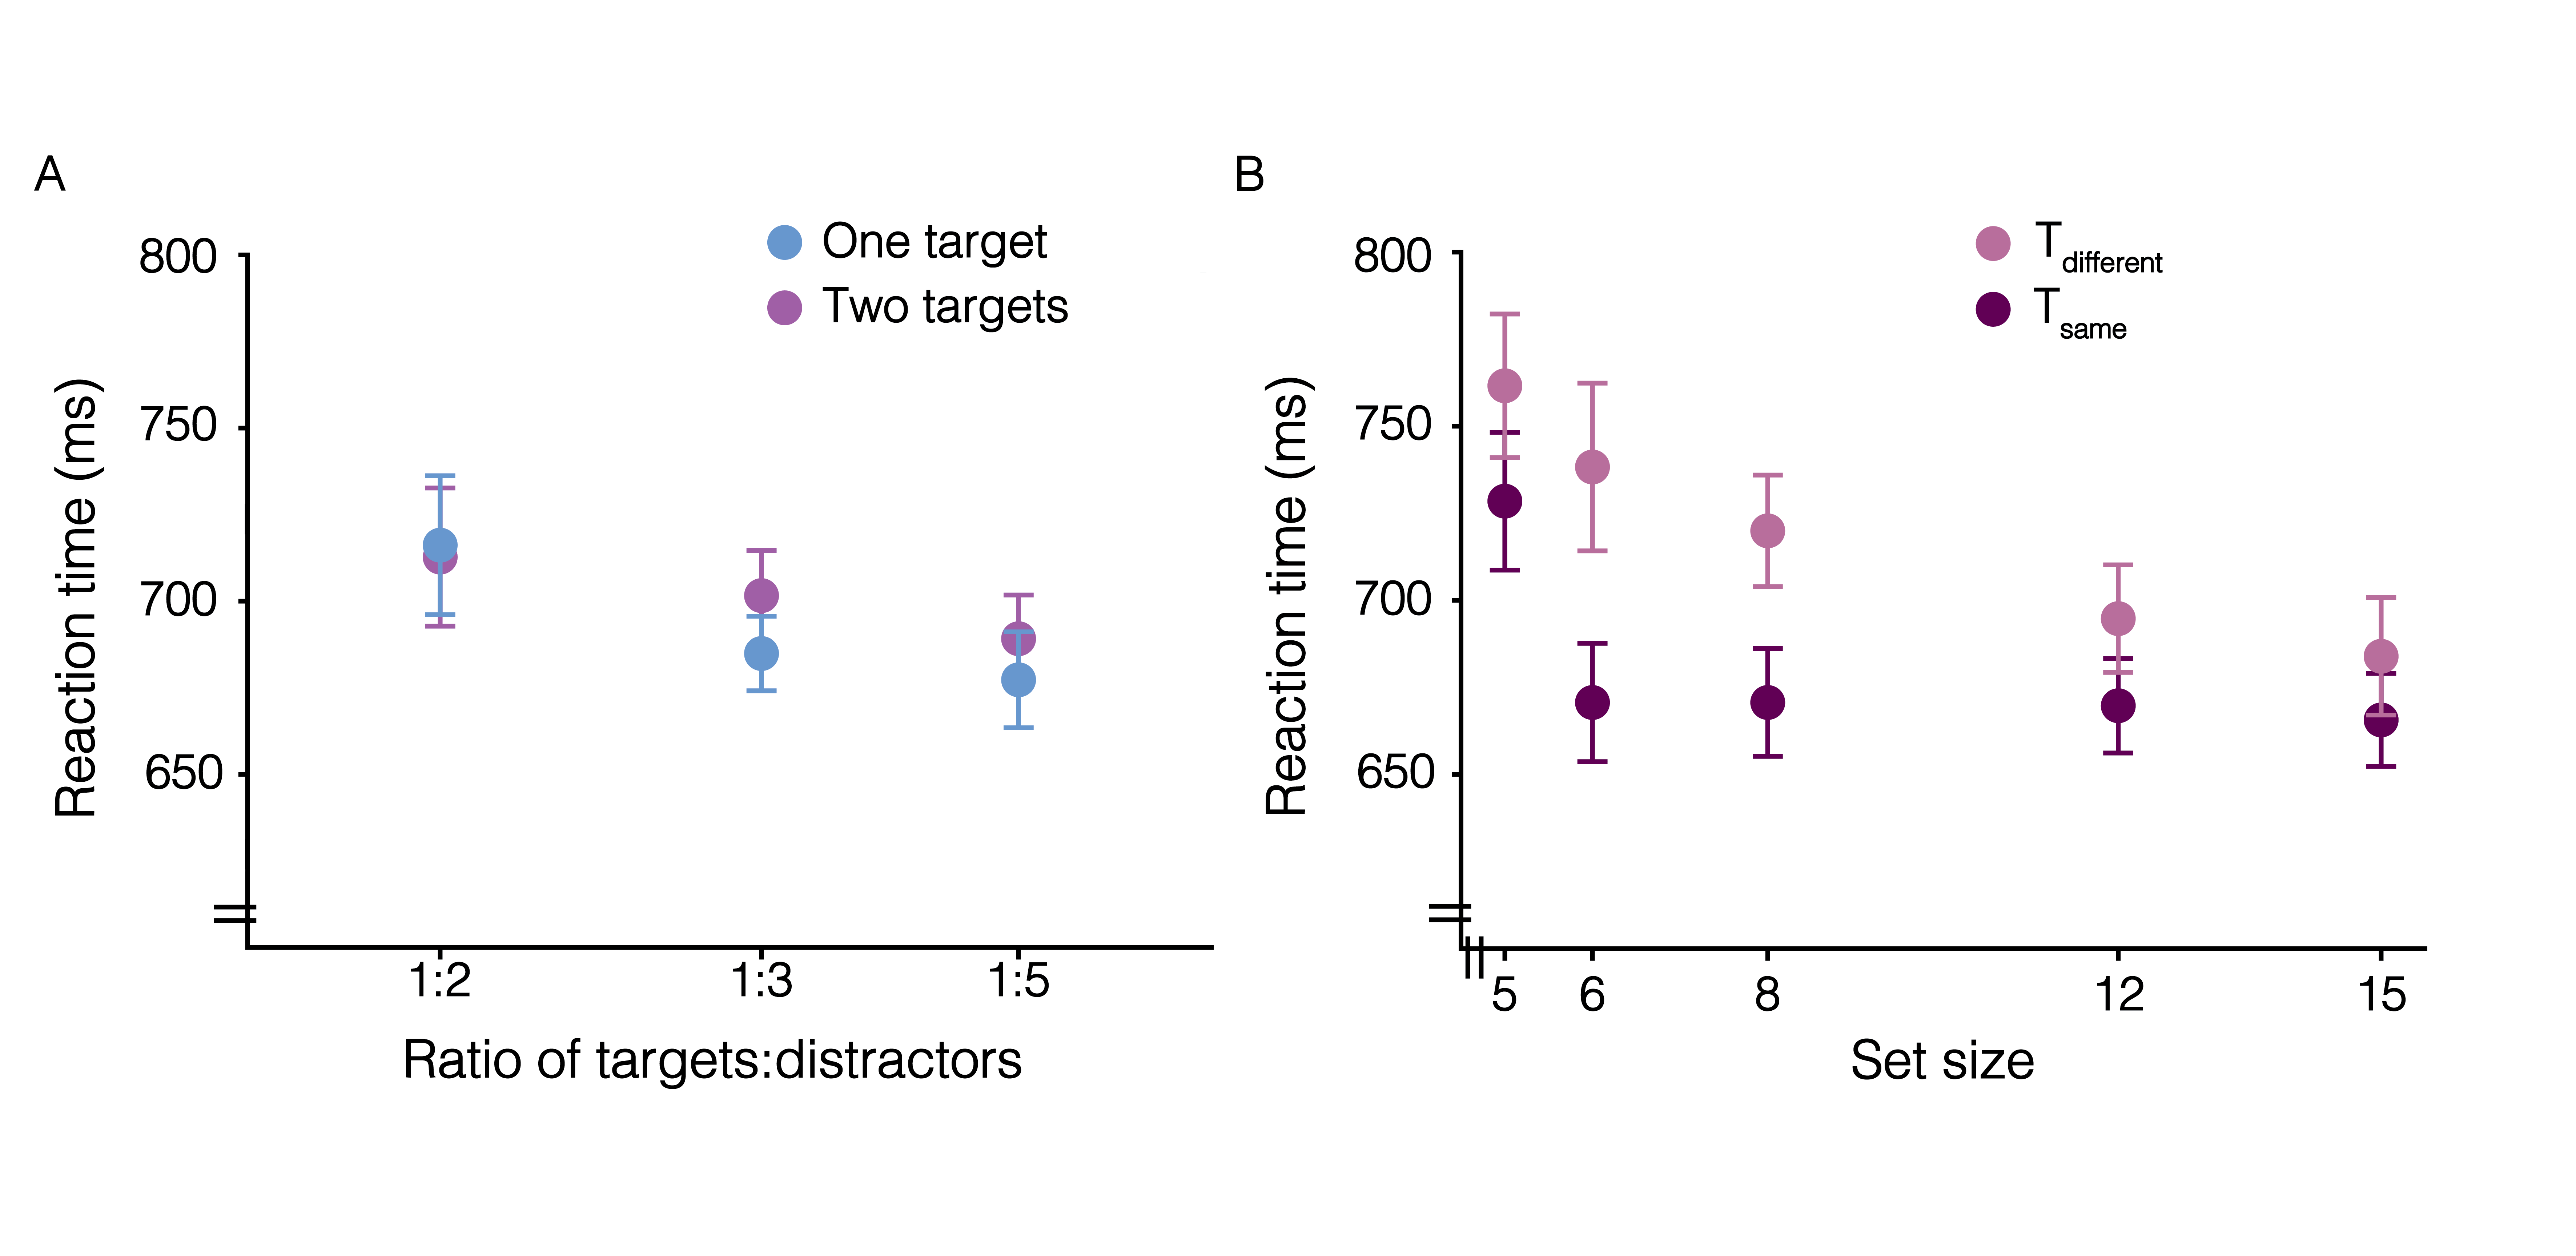 A
One target
Two targets
800
750
700
650
Reaction time (ms)
1:2 1:3 1:5
Ratio of targets:distractors
B
Tdifferent
Tsame
800
750
700
650
Reaction time (ms)
5 6 8 12 15
Set size